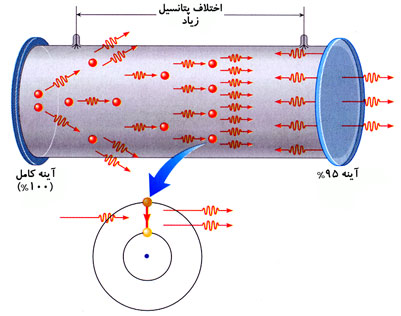 اختلاف پتانسیل
زیاد
آینه کامل
(%۱۰۰)
آینه ۹۵%